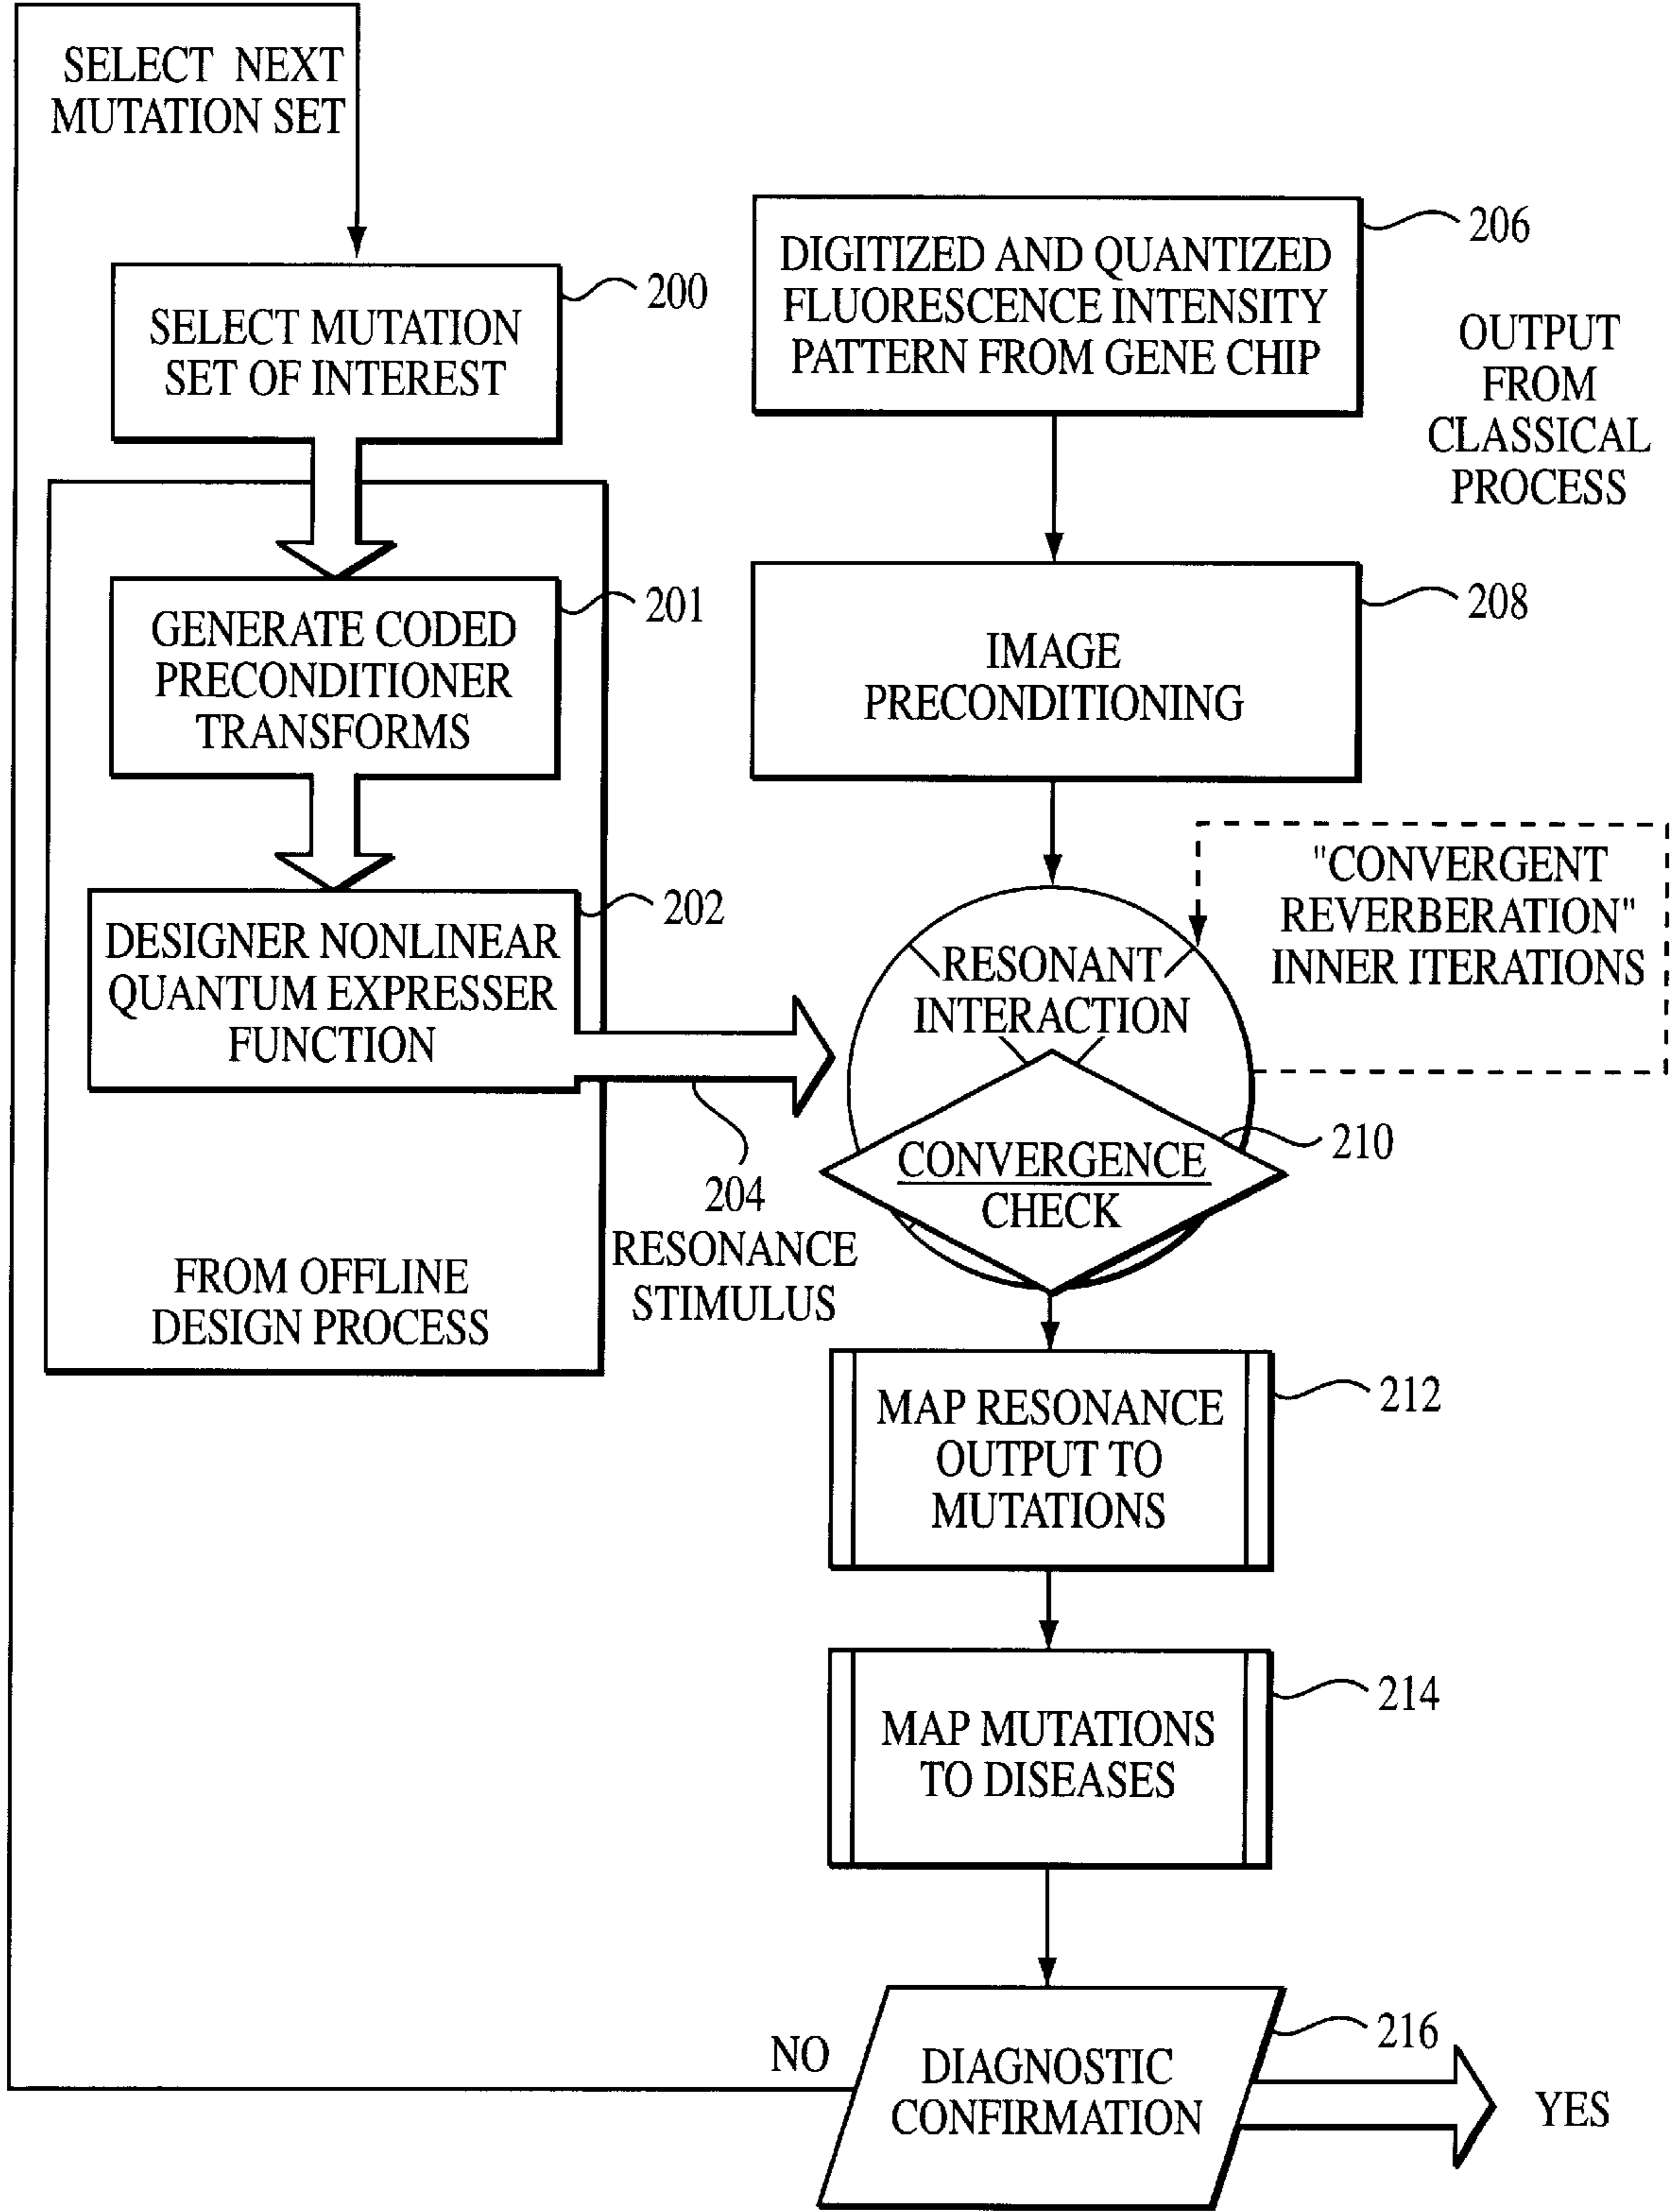 SELECT NEXT
MUTATION SET
SELECT MUTATION
SET OF INTEREST
200
GENERATE CODED
PRECONDITIONER
TRANSFORMS
201
DESIGNER NONLINEAR
QUANTUM EXPRESSER
FUNCTION
202
FROM OFFLINE
DESIGN PROCESS
204
RESONANCE
STIMULUS
DIGITIZED AND QUANTIZED
FLUORESCENCE INTENSITY
PATTERN FROM GENE CHIP
206
OUTPUT
FROM
CLASSICAL
PROCESS
IMAGE
PRECONDITIONING
208
"CONVERGENT
REVERBERATION"
INNER ITERATIONS
RESONANT
INTERACTION
CONVERGENCE
CHECK
210
MAP RESONANCE
OUTPUT TO
MUTATIONS
212
MAP MUTATIONS
TO DISEASES
214
DIAGNOSTIC
CONFIRMATION
216
NO
YES